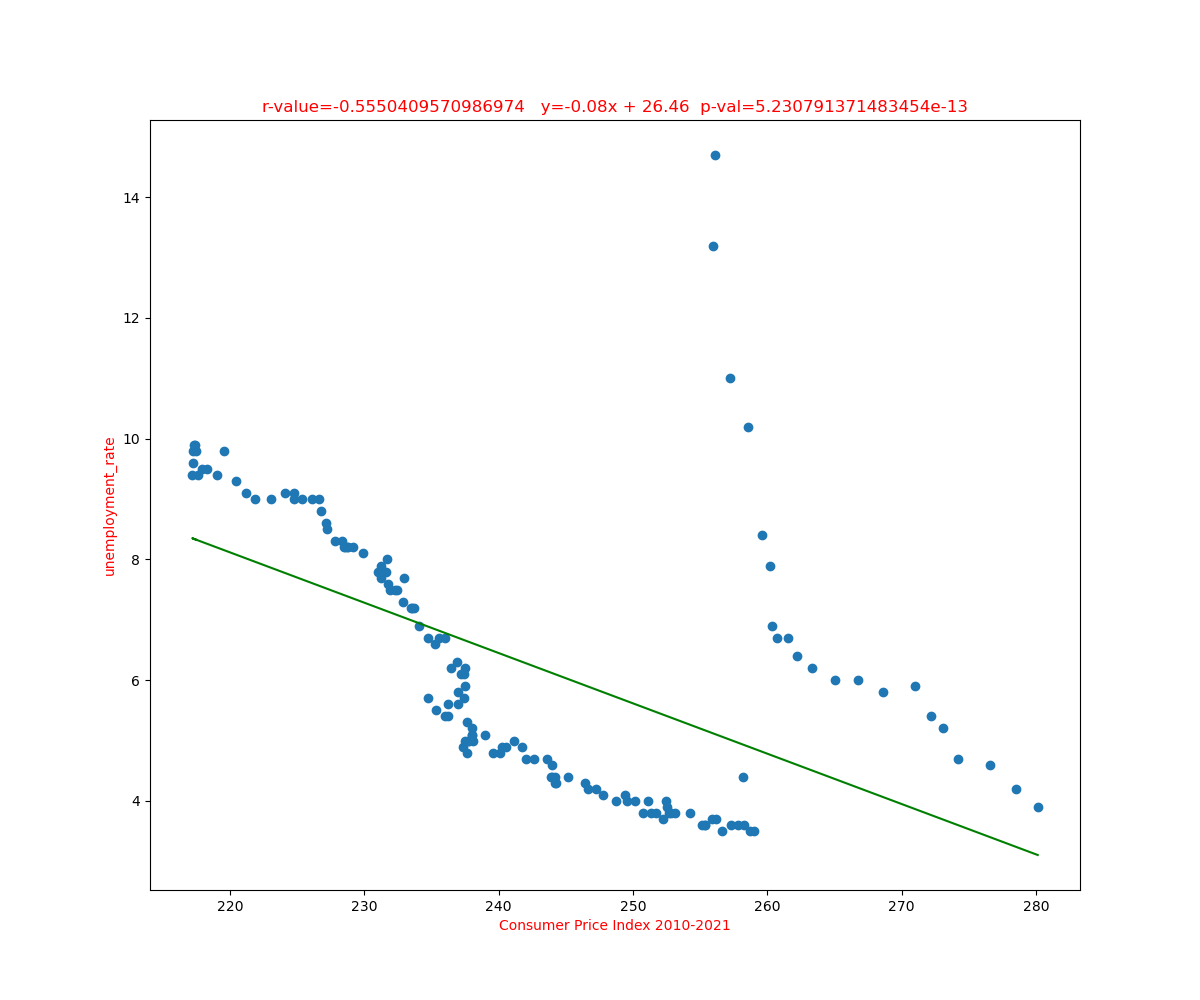 r-value=-0.5550409570986974   y=-0.08x + 26.46  p-val=5.230791371483454e-13
14
12
10
8
6
4
unemployment_rate
220 230 240 250 260 270 280
Consumer Price Index 2010-2021